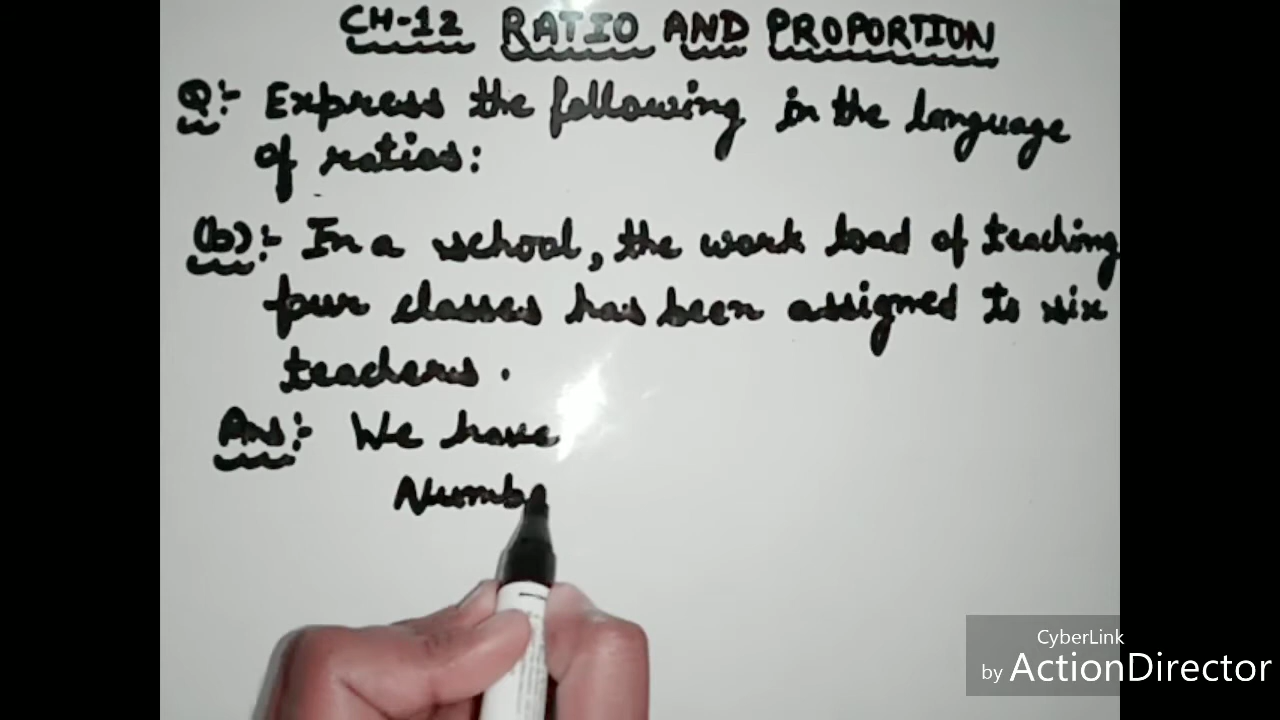 CH-12 RATIO AND PROPORTION
Q:- Express the following in the language
of ratios:
(b):- In a school, the work load of teaching
four classes has been assigned to six
teachers.
Ans:- We have
Numbe
CyberLink
by ActionDirector